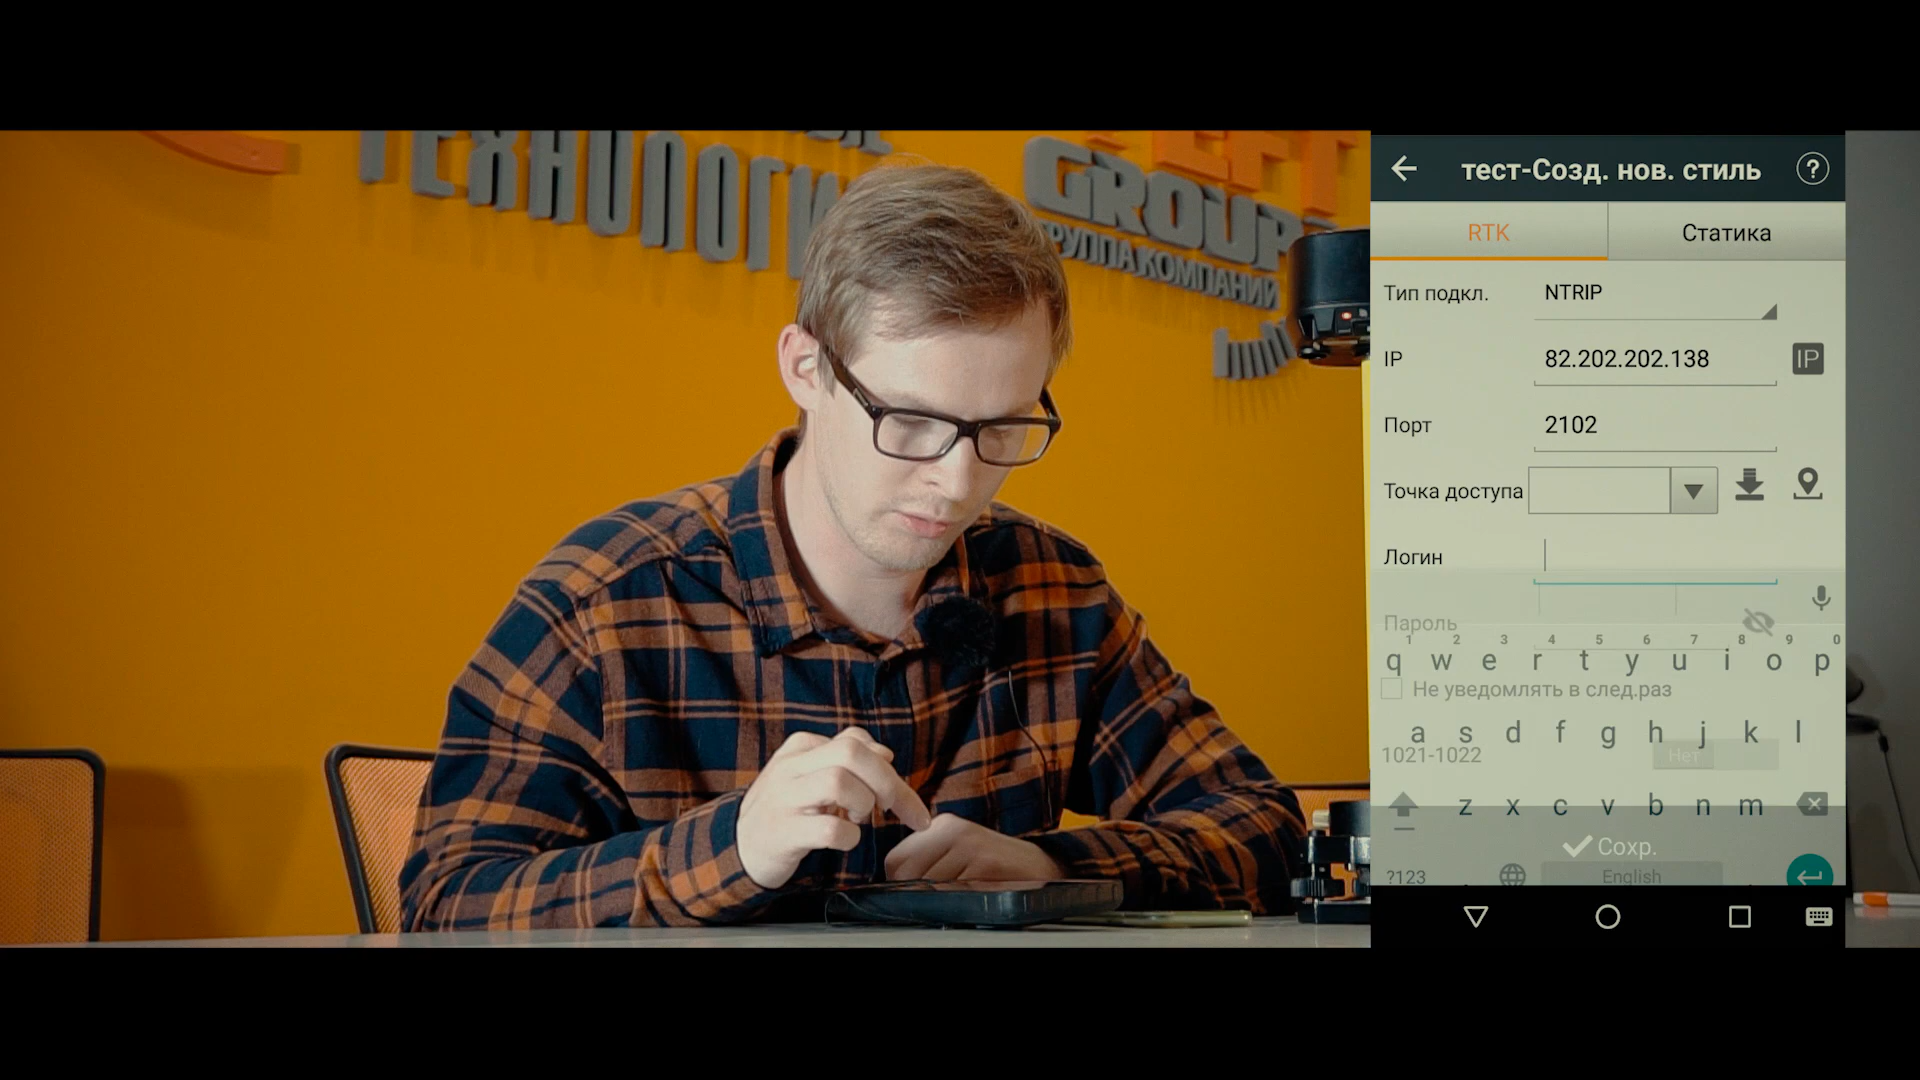 ТЕХНОЛОГИ
GROUP
ГРУППА КОМПАНИЙ
тест-Созд. нов. стиль
?
RTK
Статика
Тип подкл.
NTRIP
IP
82.202.202.138
IP
Порт
2102
Точка доступа
Логин
Пароль
1 2 3 4 5 6 7 8 9 0
q w e r t y u i o p
Не уведомлять в след.раз
a s d f g h j k l
1021-1022
Нет
z x c v b n m
Сохр.
?123
English